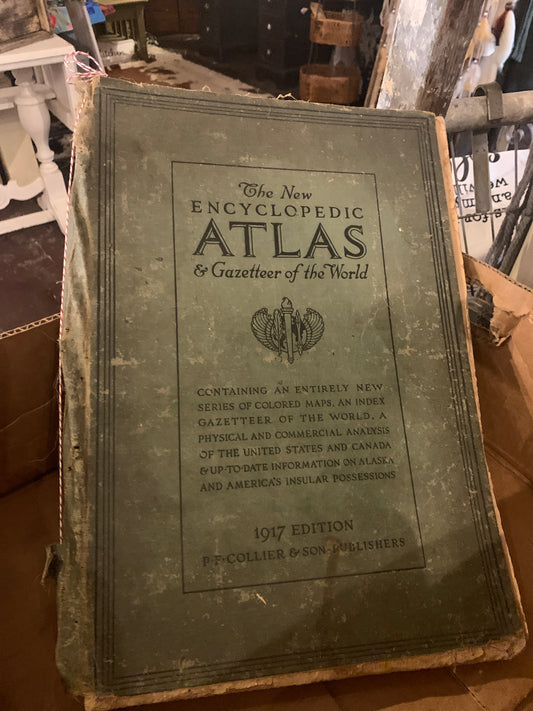 The New
ENCYCLOPEDIC
ATLAS
& Gazetteer of the World
CONTAINING AN ENTIRELY NEW
SERIES OF COLORED MAPS, AN INDEX
GAZETTEER OF THE WORLD, A
PHYSICAL AND COMMERCIAL ANALYSIS
OF THE UNITED STATES AND CANADA
& UP-TO-DATE INFORMATION ON ALASKA
AND AMERICA'S INSULAR POSSESSIONS
1917 EDITION
P·F·COLLIER & SON·PUBLISHERS